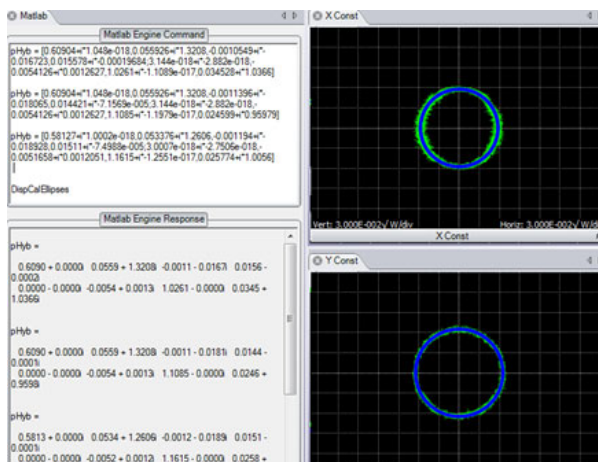 Matlab
Matlab Engine Command
pHyb = [0.60904+i*1.048e-018,0.055926+i*1.3208,-0.0010549+i*-
0.016723,0.015578+i*-0.00019684;3.144e-018+i*-2.882e-018,-
0.0054126+i*0.0012627,1.0261+i*-1.1089e-017,0.034528+i*1.0366]
pHyb = [0.60904+i*1.048e-018,0.055926+i*1.3208,-0.0011396+i*-
0.018065,0.014421+i*-7.1569e-005;3.144e-018+i*-2.882e-018,-
0.0054126+i*0.0012627,1.1085+i*-1.1979e-017,0.024599+i*0.95979]
pHyb = [0.58127+i*1.0002e-018,0.053376+i*1.2606,-0.001194+i*-
0.018928,0.01511+i*-7.4988e-005;3.0007e-018+i*-2.7506e-018,-
0.0051658+i*0.0012051,1.1615+i*-1.2551e-017,0.025774+i*1.0056]
DispCalEllipses
Matlab Engine Response
pHyb =
0.6090 + 0.0000i 0.0559 + 1.3208i -0.0011 - 0.0167i 0.0156 -
0.0002i
0.0000 - 0.0000i -0.0054 + 0.0013i 1.0261 - 0.0000i 0.0345 +
1.0366i
pHyb =
0.6090 + 0.0000i 0.0559 + 1.3208i -0.0011 - 0.0181i 0.0144 -
0.0001i
0.0000 - 0.0000i -0.0054 + 0.0013i 1.1085 - 0.0000i 0.0246 +
0.9598i
pHyb =
0.5813 + 0.0000i 0.0534 + 1.2606i -0.0012 - 0.0189i 0.0151 -
0.0001i
0.0000 - 0.0000i -0.0052 + 0.0012i 1.1615 - 0.0000i 0.0258 +
X Const
Vert: 3.000E-002√W/div Horiz: 3.000E-002√W/div
X Const
Y Const